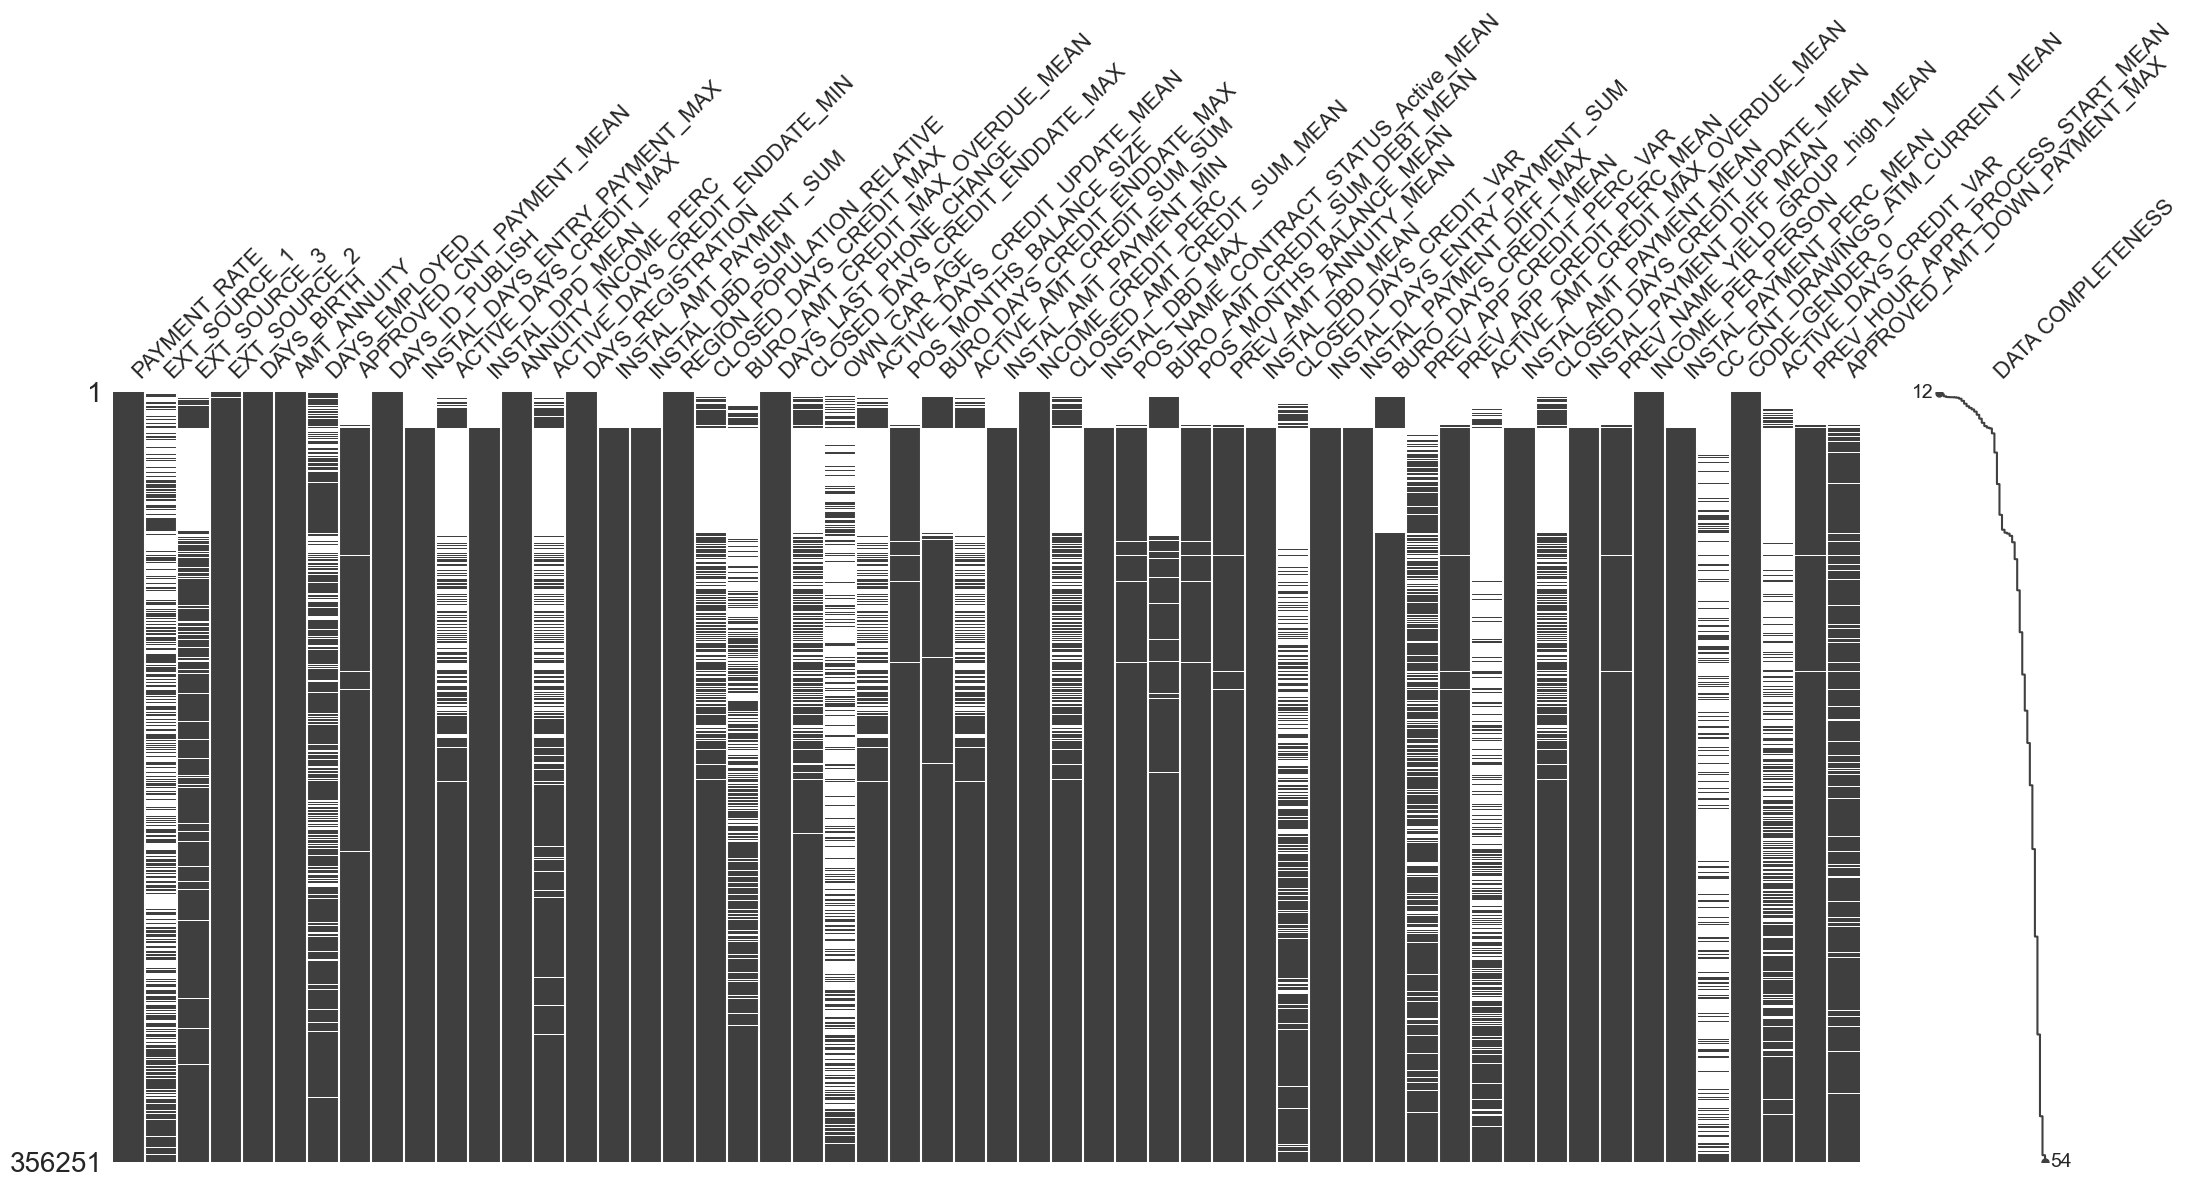 PAYMENT_RATE
EXT_SOURCE_1
EXT_SOURCE_3
EXT_SOURCE_2
DAYS_BIRTH
AMT_ANNUITY
DAYS_EMPLOYED
APPROVED_CNT_PAYMENT_MEAN
DAYS_ID_PUBLISH
INSTAL_DAYS_ENTRY_PAYMENT_MAX
ACTIVE_DAYS_CREDIT_MAX
INSTAL_DPD_MEAN
ANNUITY_INCOME_PERC
ACTIVE_DAYS_CREDIT_ENDDATE_MIN
DAYS_REGISTRATION
INSTAL_AMT_PAYMENT_SUM
INSTAL_DBD_SUM
REGION_POPULATION_RELATIVE
CLOSED_DAYS_CREDIT_MAX
BURO_AMT_CREDIT_MAX_OVERDUE_MEAN
DAYS_LAST_PHONE_CHANGE
CLOSED_DAYS_CREDIT_ENDDATE_MAX
OWN_CAR_AGE
ACTIVE_DAYS_CREDIT_UPDATE_MEAN
POS_MONTHS_BALANCE_SIZE
BURO_DAYS_CREDIT_ENDDATE_MAX
ACTIVE_AMT_CREDIT_SUM_SUM
INSTAL_AMT_PAYMENT_MIN
INCOME_CREDIT_PERC
CLOSED_AMT_CREDIT_SUM_MEAN
INSTAL_DBD_MAX
POS_NAME_CONTRACT_STATUS_Active_MEAN
BURO_AMT_CREDIT_SUM_DEBT_MEAN
POS_MONTHS_BALANCE_MEAN
PREV_AMT_ANNUITY_MEAN
INSTAL_DBD_MEAN
CLOSED_DAYS_CREDIT_VAR
INSTAL_DAYS_ENTRY_PAYMENT_SUM
INSTAL_PAYMENT_DIFF_MAX
BURO_DAYS_CREDIT_MEAN
PREV_APP_CREDIT_PERC_VAR
PREV_APP_CREDIT_PERC_MEAN
ACTIVE_AMT_CREDIT_MAX_OVERDUE_MEAN
INSTAL_AMT_PAYMENT_MEAN
CLOSED_DAYS_CREDIT_UPDATE_MEAN
INSTAL_PAYMENT_DIFF_MEAN
PREV_NAME_YIELD_GROUP_high_MEAN
INCOME_PER_PERSON
INSTAL_PAYMENT_PERC_MEAN
CC_CNT_DRAWINGS_ATM_CURRENT_MEAN
CODE_GENDER_0
ACTIVE_DAYS_CREDIT_VAR
PREV_HOUR_APPR_PROCESS_START_MEAN
APPROVED_AMT_DOWN_PAYMENT_MAX
DATA COMPLETENESS
1
12
356251
54